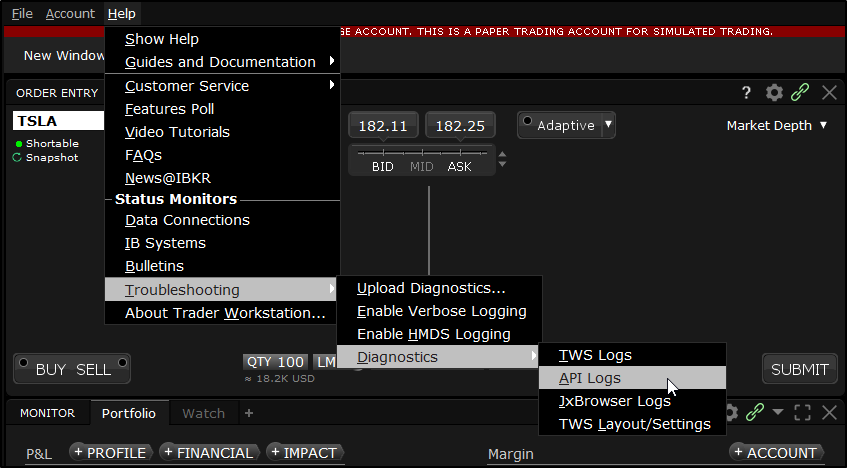 File Account Help
GE ACCOUNT. THIS IS A PAPER TRADING ACCOUNT FOR SIMULATED TRADING.
New Window
Show Help
Guides and Documentation
Customer Service
Features Poll
Video Tutorials
FAQs
News@IBKR
Status Monitors
Data Connections
IB Systems
Bulletins
Troubleshooting
About Trader Workstation...
Upload Diagnostics...
Enable Verbose Logging
Enable HMDS Logging
Diagnostics
TWS Logs
API Logs
JxBrowser Logs
TWS Layout/Settings
ORDER ENTRY
?
TSLA
Shortable
Snapshot
182.11 182.25
Adaptive
Market Depth
BID MID ASK
BUY SELL
QTY 100 LM
≈ 18.2K USD
SUBMIT
MONITOR Portfolio Watch +
P&L + PROFILE + FINANCIAL + IMPACT Margin + ACCOUNT